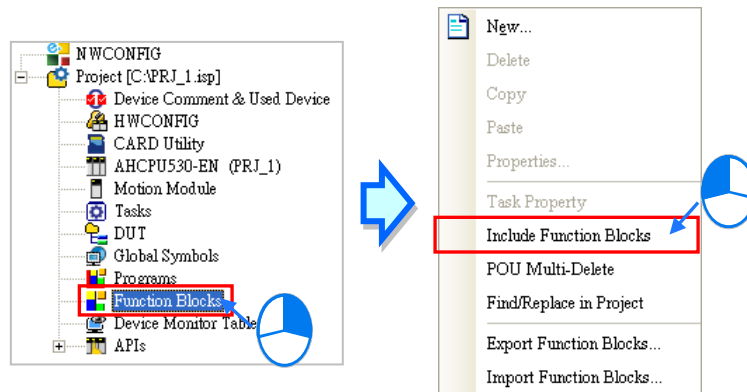 NWCONFIG
Project [C:\PRJ_1.isp]
Device Comment & Used Device
HWCONFIG
CARD Utility
AHCPU530-EN (PRJ_1)
Motion Module
Tasks
DUT
Global Symbols
Programs
Function Blocks
Device Monitor Table
APIs
New...
Delete
Copy
Paste
Properties...
Task Property
Include Function Blocks
POU Multi-Delete
Find/Replace in Project
Export Function Blocks...
Import Function Blocks...